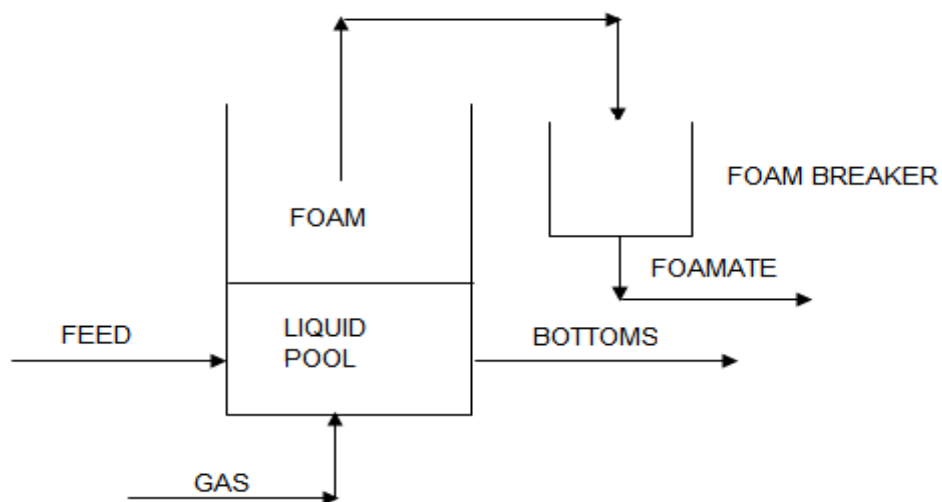 FOAM BREAKER
FOAM
FOAMATE
FEED
LIQUID
POOL
BOTTOMS
GAS